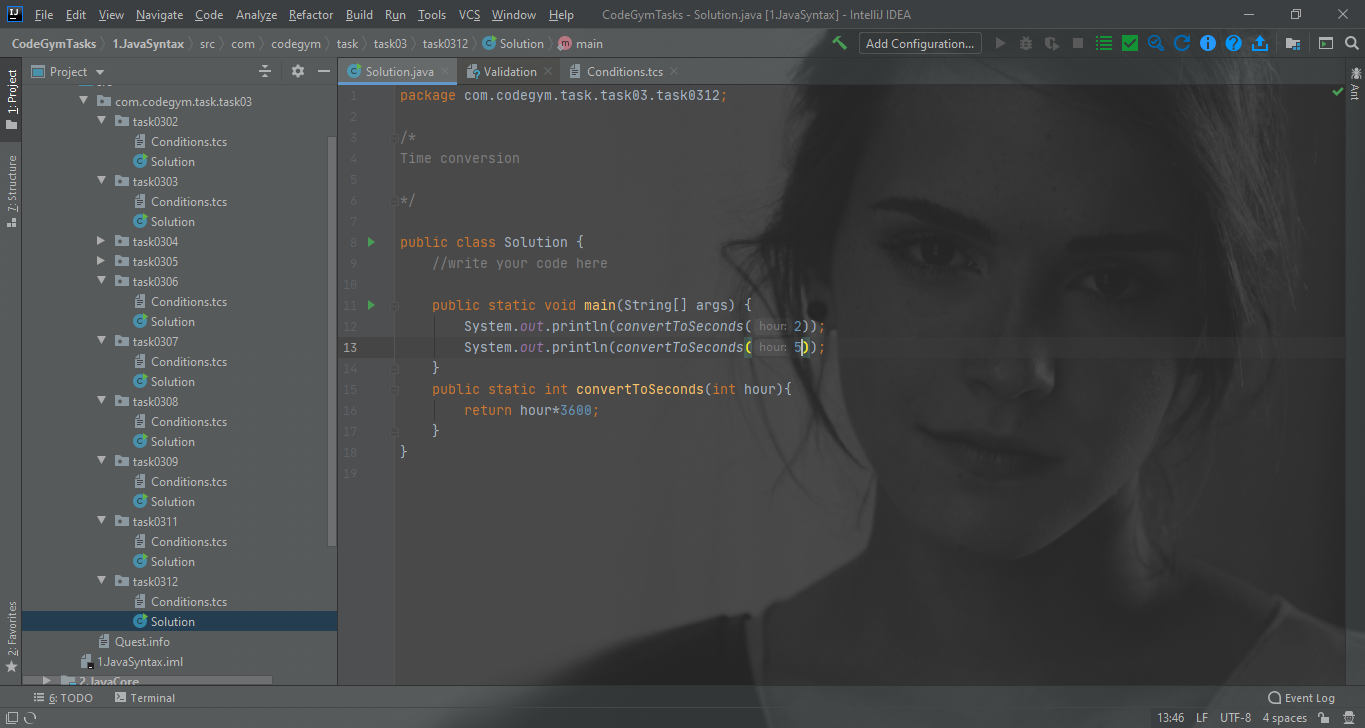 File Edit View Navigate Code Analyze Refactor Build Run Tools VCS Window Help CodeGymTasks - Solution.java [1.JavaSyntax] - IntelliJ IDEA
CodeGymTasks 1.JavaSyntax src com codegym task task03 task0312 Solution main Add Configuration...
1: Project
7: Structure
2: Favorites
Project
com.codegym.task.task03
task0302
Conditions.tcs
Solution
task0303
Conditions.tcs
Solution
task0304
task0305
task0306
Conditions.tcs
Solution
task0307
Conditions.tcs
Solution
task0308
Conditions.tcs
Solution
task0309
Conditions.tcs
Solution
task0311
Conditions.tcs
Solution
task0312
Conditions.tcs
Solution
Quest.info
1.JavaSyntax.iml
2.JavaCore
Solution.java Validation Conditions.tcs
1 package com.codegym.task.task03.task0312;
2
3 /*
4 Time conversion
5
6 */
7
8 public class Solution {
9 //write your code here
10
11 public static void main(String[] args) {
12 System.out.println(convertToSeconds( hour: 2));
13 System.out.println(convertToSeconds( hour: 5));
14 }
15 public static int convertToSeconds(int hour){
16 return hour*3600;
17 }
18 }
19
Ant
6: TODO Terminal Event Log
13:46 LF UTF-8 4 spaces